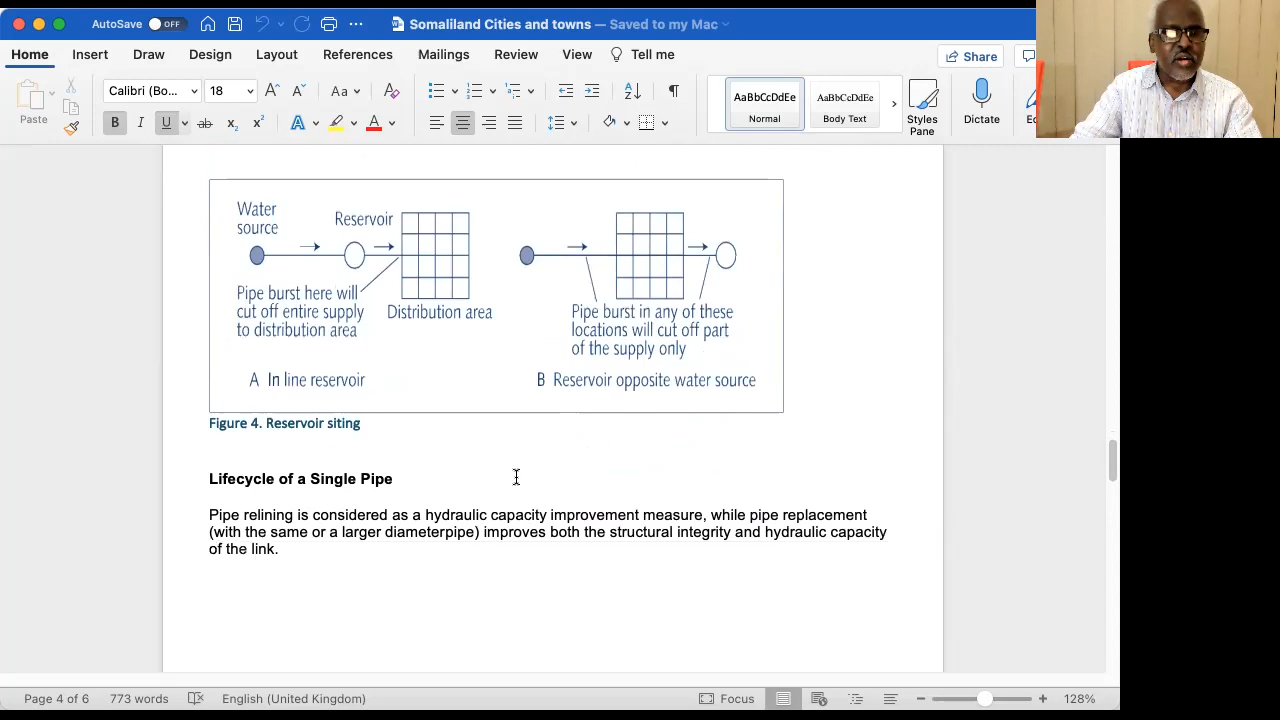 AutoSave OFF
Somaliland Cities and towns — Saved to my Mac
Home Insert Draw Design Layout References Mailings Review View Tell me
Share
Paste
Calibri (Bo... 18
AaBbCcDdEe
Normal
AaBbCcDdEe
Body Text
Styles
Pane
Dictate
Water
source
Reservoir
Pipe burst here will
cut off entire supply
to distribution area
Distribution area
A In line reservoir
Pipe burst in any of these
locations will cut off part
of the supply only
B Reservoir opposite water source
Figure 4. Reservoir siting
Lifecycle of a Single Pipe
Pipe relining is considered as a hydraulic capacity improvement measure, while pipe replacement
(with the same or a larger diameterpipe) improves both the structural integrity and hydraulic capacity
of the link.
Page 4 of 6 773 words English (United Kingdom) Focus 128%